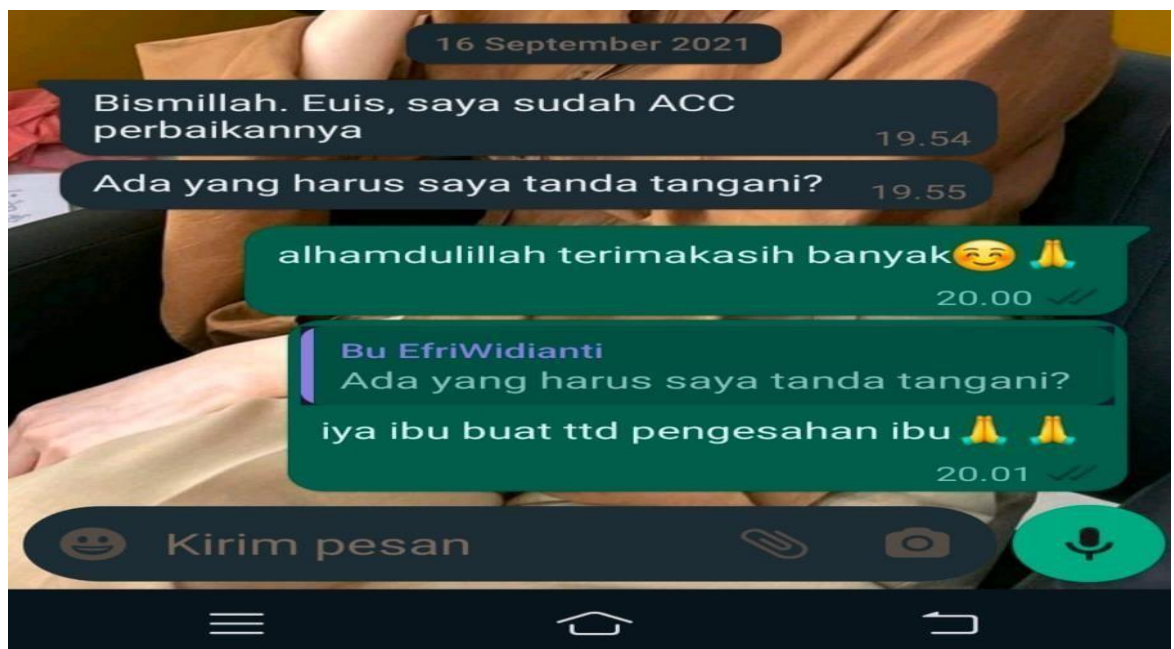 16 September 2021
Bismillah. Euis, saya sudah ACC
perbaikannya
19.54
Ada yang harus saya tanda tangani?
19.55
alhamdulillah terimakasih banyak☺️ 🙏
20.00
Bu EfriWidianti
Ada yang harus saya tanda tangani?
iya ibu buat ttd pengesahan ibu 🙏 🙏
20.01
Kirim pesan